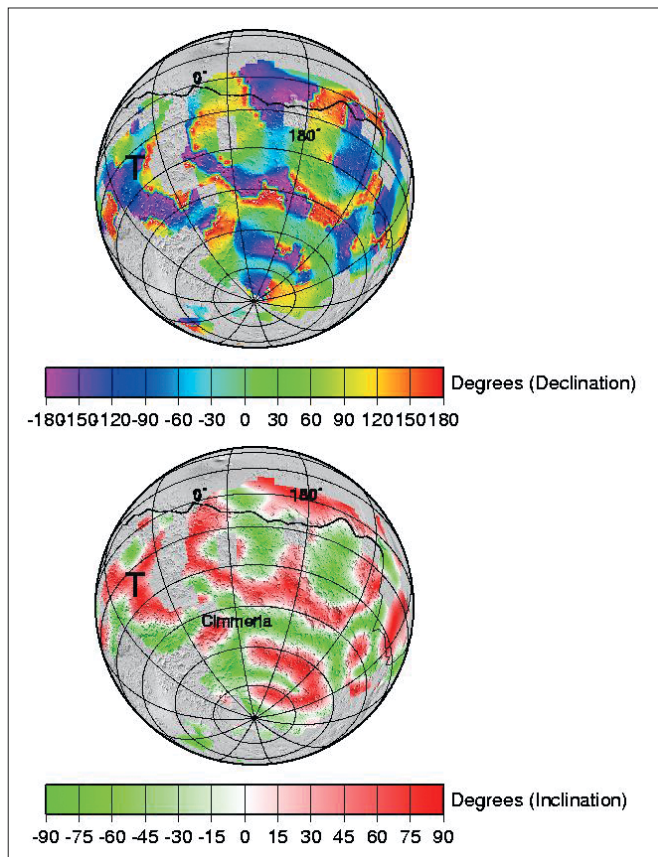 0°
180°
T
Degrees (Declination)
-180 -150 -120 -90 -60 -30 0 30 60 90 120 150 180
0°
180°
T
Cimmeria
Degrees (Inclination)
-90 -75 -60 -45 -30 -15 0 15 30 45 60 75 90